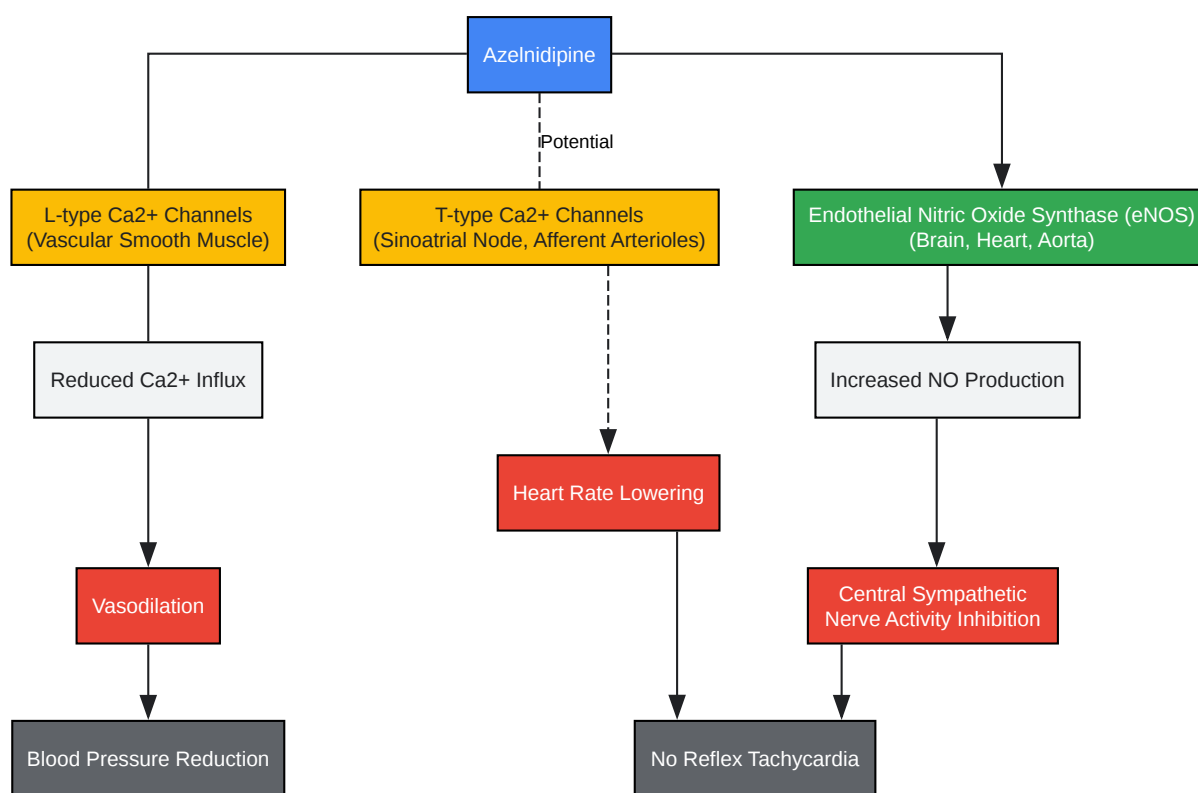 Azelnidipine
Potential
L-type Ca2+ Channels
(Vascular Smooth Muscle)
T-type Ca2+ Channels
(Sinoatrial Node, Afferent Arterioles)
Endothelial Nitric Oxide Synthase (eNOS)
(Brain, Heart, Aorta)
Reduced Ca2+ Influx
Increased NO Production
Heart Rate Lowering
Vasodilation
Central Sympathetic
Nerve Activity Inhibition
Blood Pressure Reduction
No Reflex Tachycardia